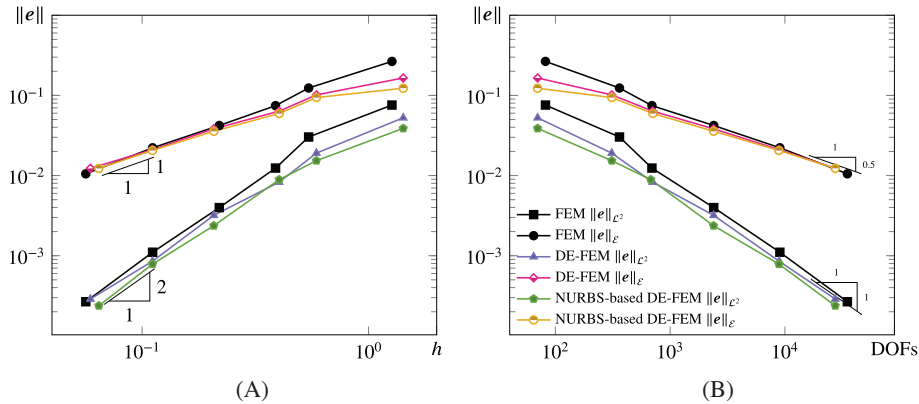 ‖e‖
10⁻¹
10⁻²
10⁻³
1
1
2
1
10⁻¹
10⁰
h
(A)
‖e‖
10⁻¹
10⁻²
10⁻³
1
0.5
1
1
FEM ‖e‖_{𝓛²}
FEM ‖e‖_𝓔
DE-FEM ‖e‖_{𝓛²}
DE-FEM ‖e‖_𝓔
NURBS-based DE-FEM ‖e‖_{𝓛²}
NURBS-based DE-FEM ‖e‖_𝓔
10²
10³
10⁴
DOFs
(B)